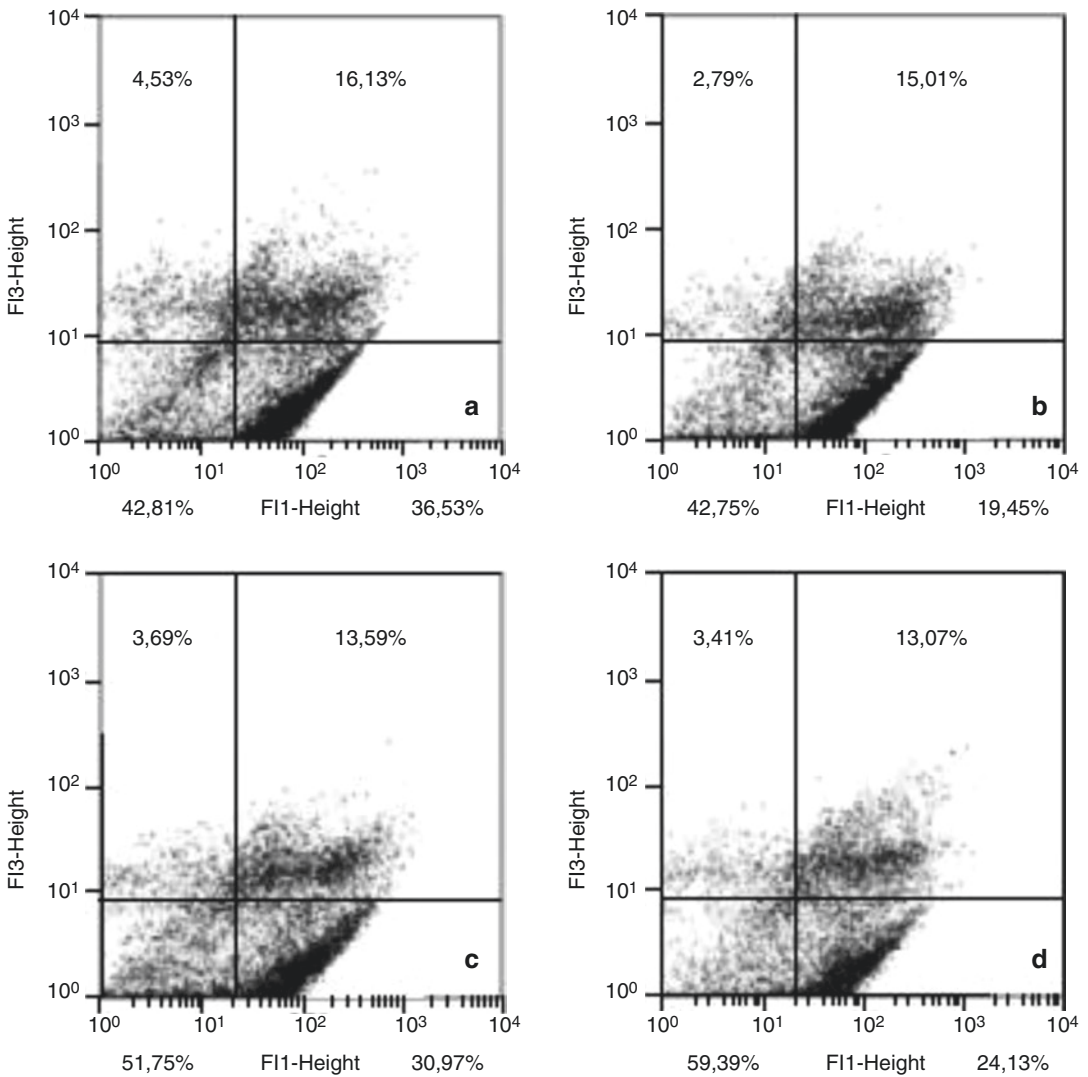 10⁴
4,53%
16,13%
10³
10²
10¹
10⁰
Fl3-Height
a
10⁰ 10¹ 10² 10³ 10⁴
42,81% Fl1-Height 36,53%
10⁴
2,79%
15,01%
10³
10²
10¹
10⁰
Fl3-Height
b
10⁰ 10¹ 10² 10³ 10⁴
42,75% Fl1-Height 19,45%
10⁴
3,69%
13,59%
10³
10²
10¹
10⁰
Fl3-Height
c
10⁰ 10¹ 10² 10³ 10⁴
51,75% Fl1-Height 30,97%
10⁴
3,41%
13,07%
10³
10²
10¹
10⁰
Fl3-Height
d
10⁰ 10¹ 10² 10³ 10⁴
59,39% Fl1-Height 24,13%